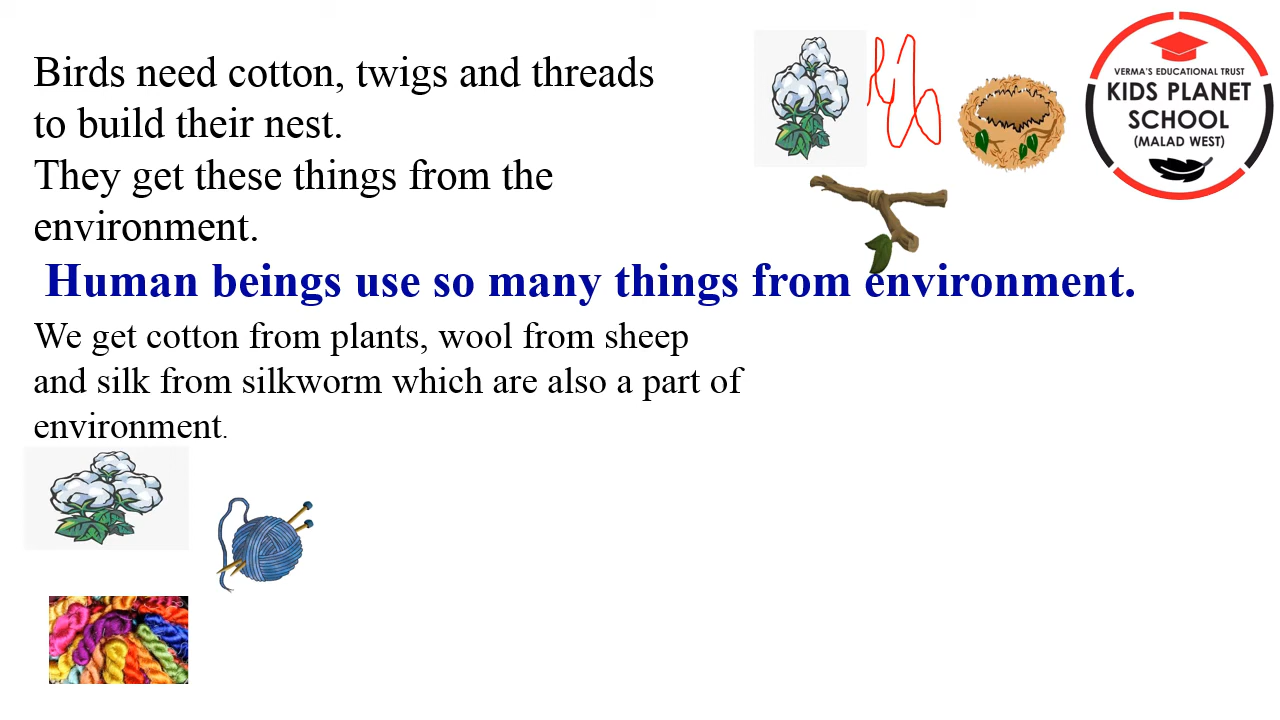 Birds need cotton, twigs and threads
to build their nest.
They get these things from the
environment.
Human beings use so many things from environment.
We get cotton from plants, wool from sheep
and silk from silkworm which are also a part of
environment.
VERMA'S EDUCATIONAL TRUST
KIDS PLANET
SCHOOL
(MALAD WEST)